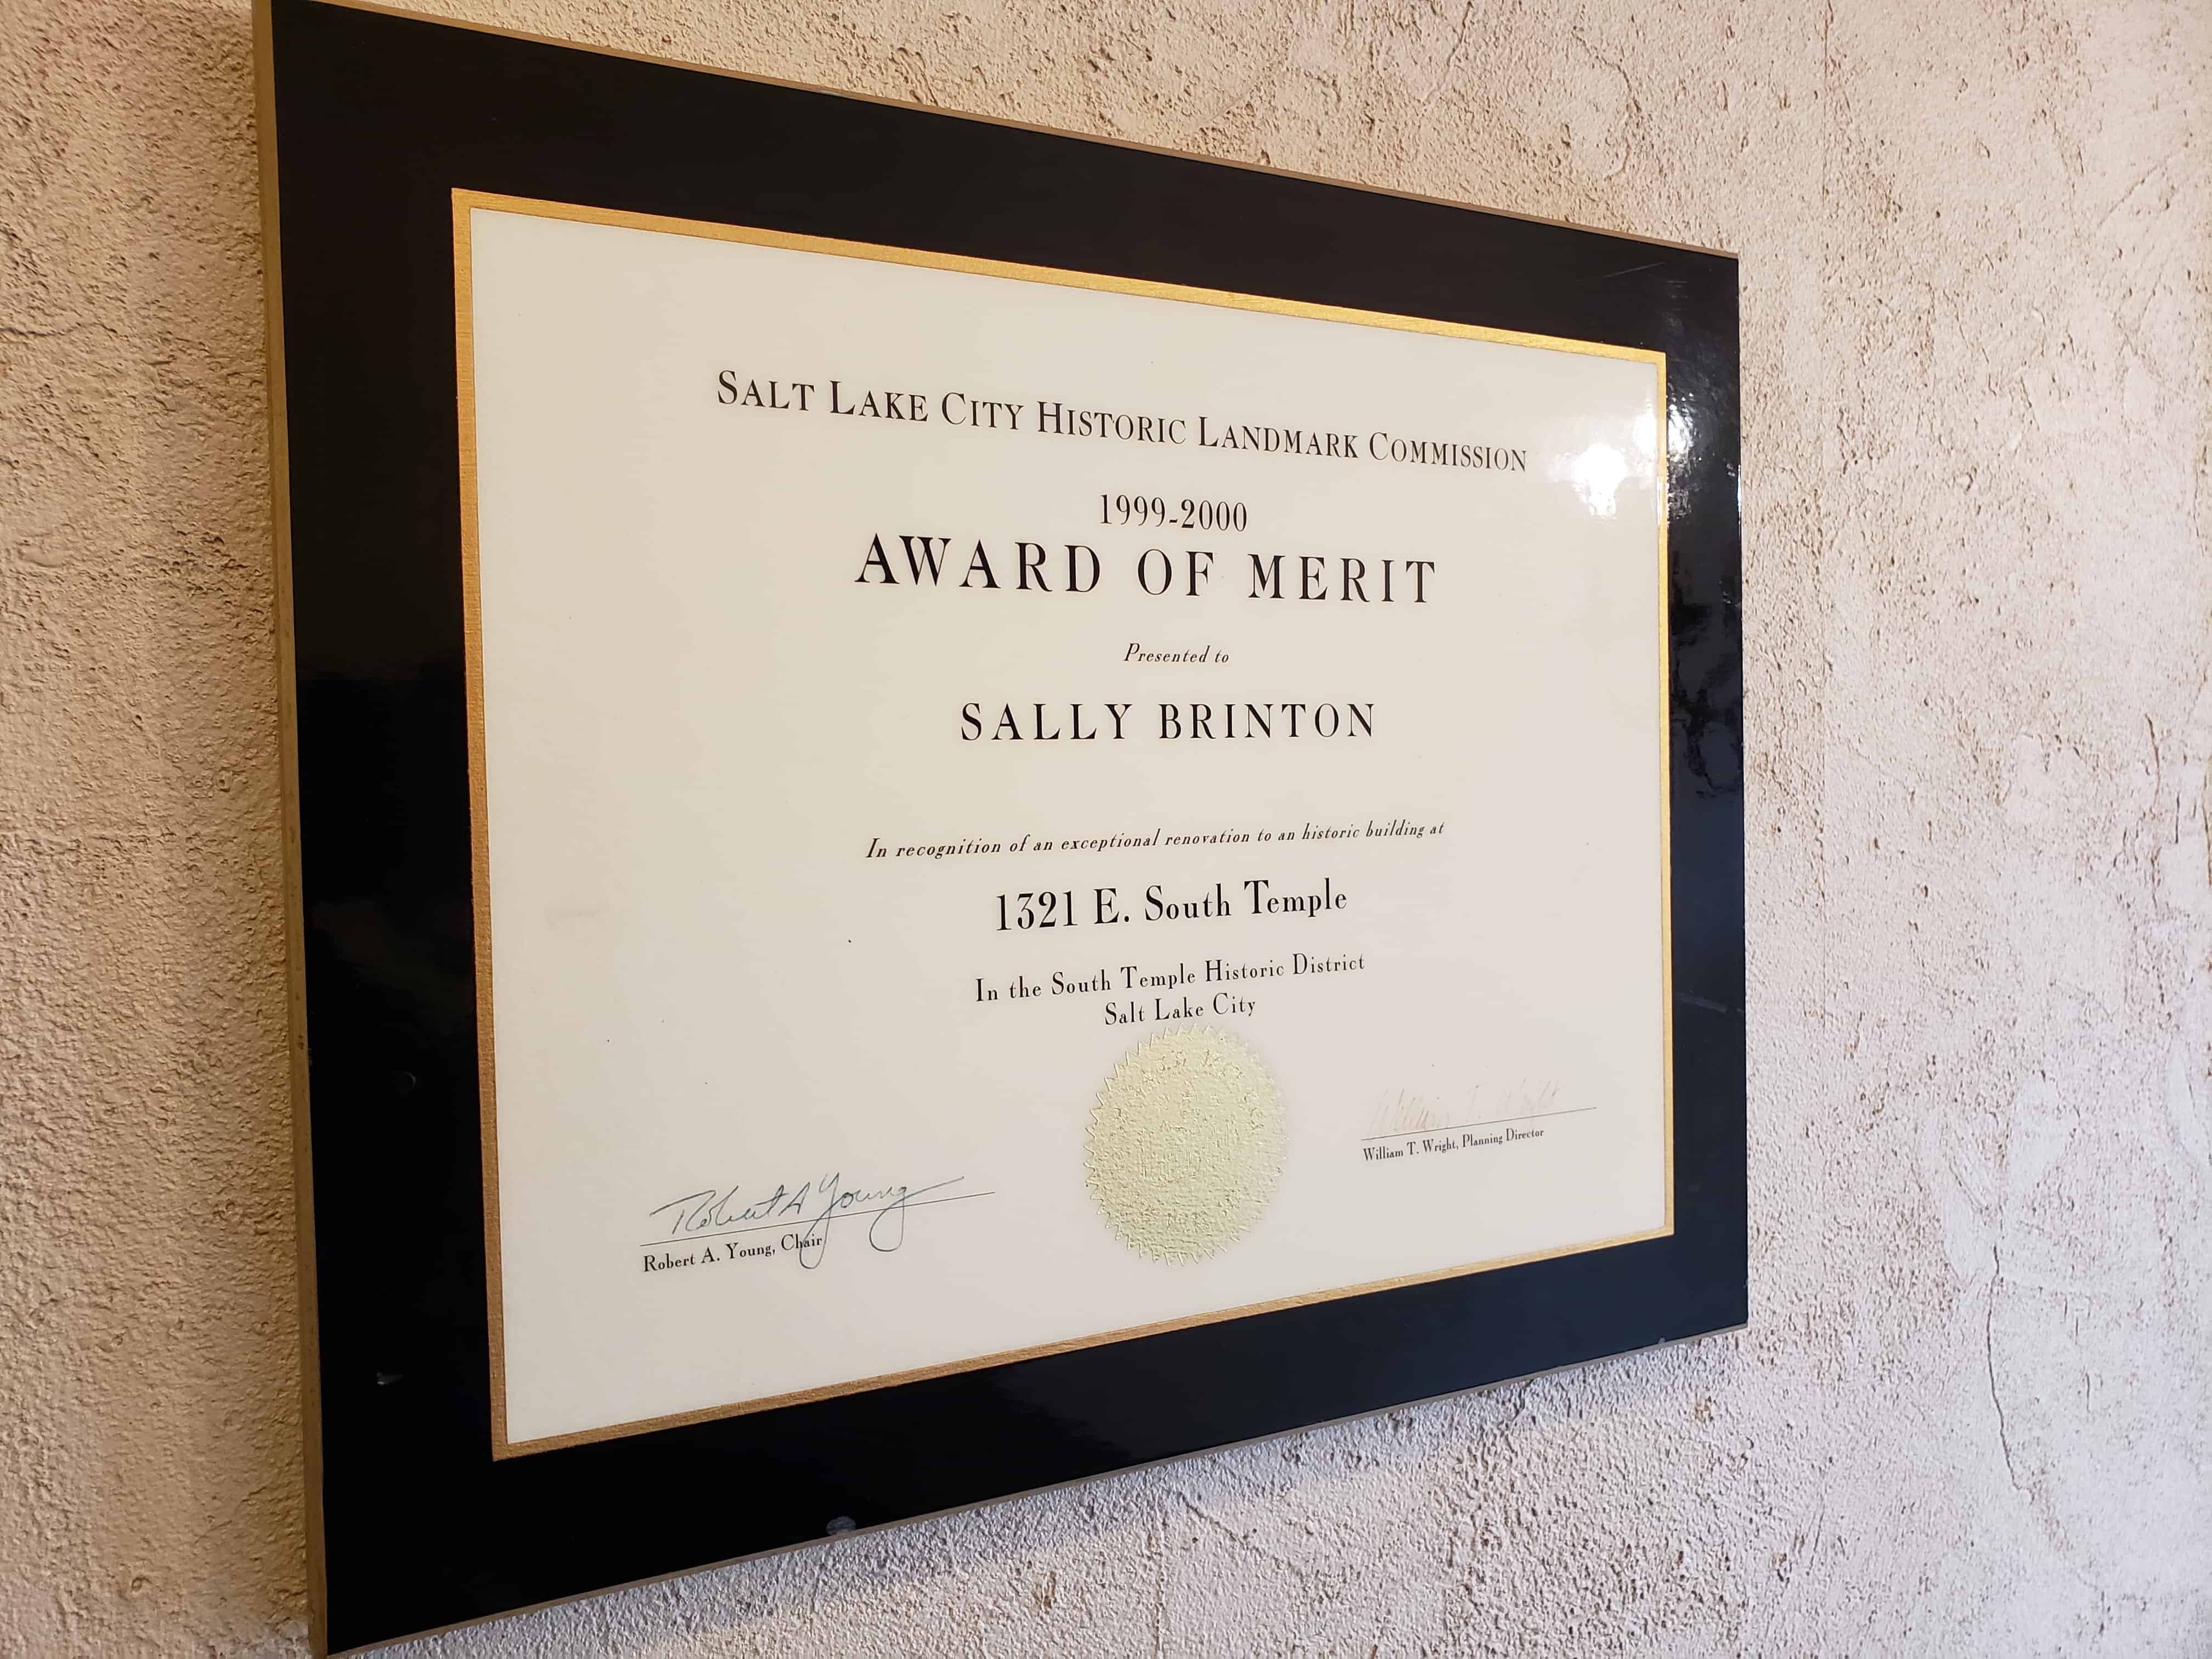 SALT LAKE CITY HISTORIC LANDMARK COMMISSION
1999-2000
AWARD OF MERIT
Presented to
SALLY BRINTON
In recognition of an exceptional renovation to an historic building at
1321 E. South Temple
In the South Temple Historic District
Salt Lake City
Robert A Young
Robert A. Young, Chair
William T. Wright
William T. Wright, Planning Director